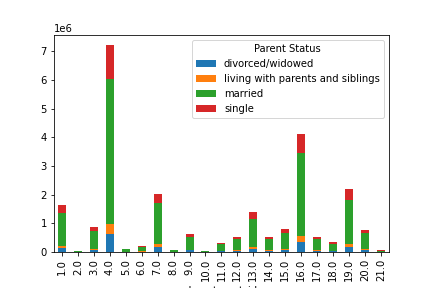 1e6
Parent Status
divorced/widowed
living with parents and siblings
married
single
7
6
5
4
3
2
1
0
1.0 2.0 3.0 4.0 5.0 6.0 7.0 8.0 9.0 10.0 11.0 12.0 13.0 14.0 15.0 16.0 17.0 18.0 19.0 20.0 21.0